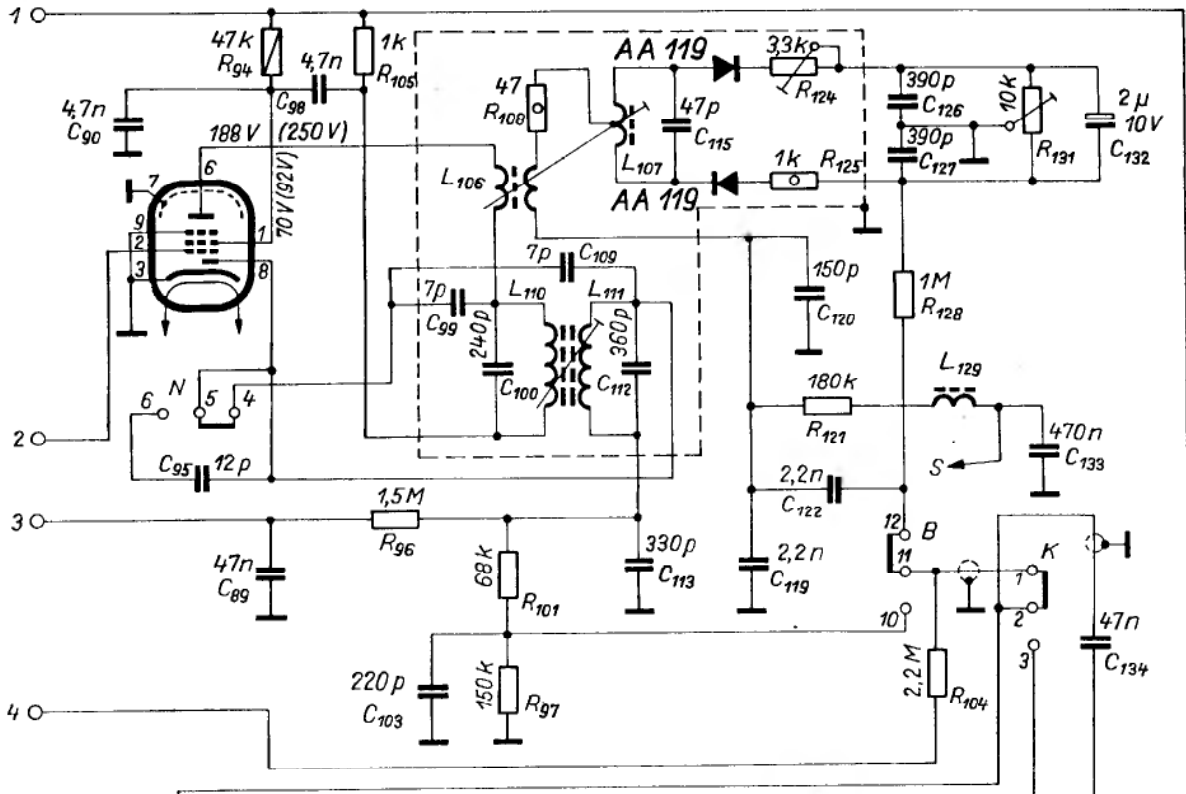 1
47k
R94
4,7n
C98
1k
R105
AA 119
3,3k
R124
47
R108
47p
C115
L107
390p
C126
390p
C127
10k
R131
2µ
10V
C132
4,7n
C90
188V (250V)
6
7
9
2
3
1
8
70V(92V)
L106
AA 119
1k
R125
7p
C109
7p
C99
L110
L111
240p
C100
360p
C112
150p
C120
1M
R128
180k
R121
L129
S
470n
C133
N
6
5
4
2
C95
12p
2,2n
C122
3
1,5M
R96
47n
C89
68k
R101
330p
C113
2,2n
C119
12
11
10
B
K
1
2
3
47n
C134
220p
C103
150k
R97
2,2M
R104
4